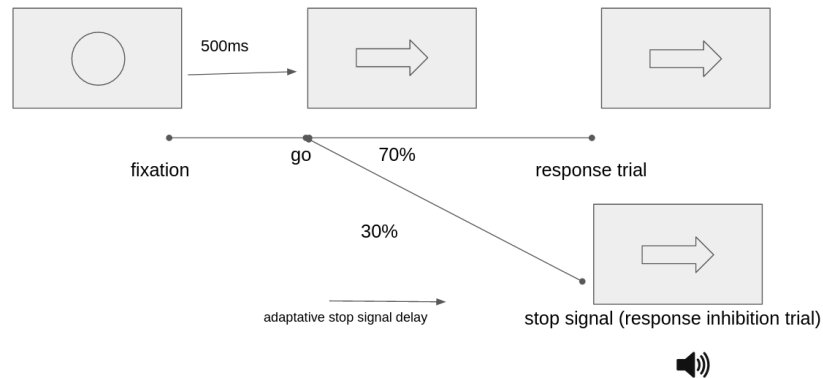 500ms
fixation
go
70%
response trial
30%
adaptative stop signal delay
stop signal (response inhibition trial)